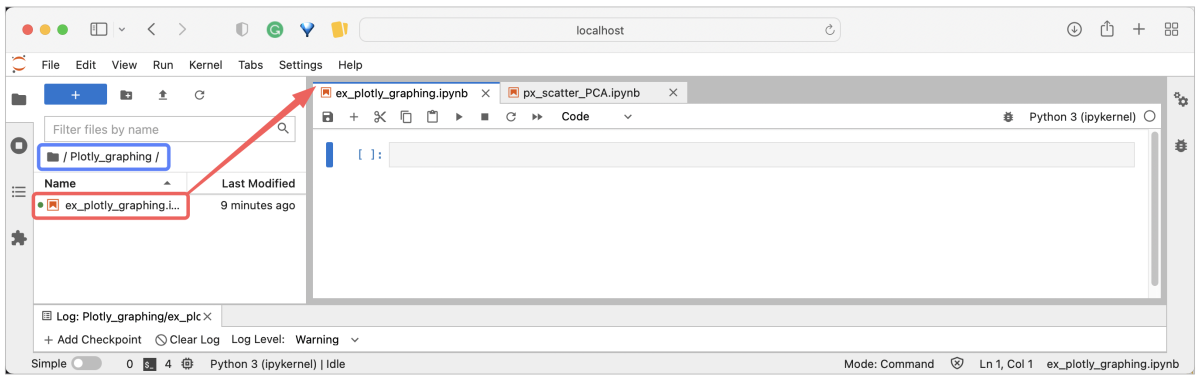 localhost
File Edit View Run Kernel Tabs Settings Help
+
ex_plotly_graphing.ipynb
px_scatter_PCA.ipynb
Filter files by name
Code
Python 3 (ipykernel)
/ Plotly_graphing /
[ ]:
Name Last Modified
ex_plotly_graphing.i... 9 minutes ago
Log: Plotly_graphing/ex_plc
+ Add Checkpoint Clear Log Log Level: Warning
Simple 0 $_ 4 Python 3 (ipykernel) | Idle Mode: Command Ln 1, Col 1 ex_plotly_graphing.ipynb